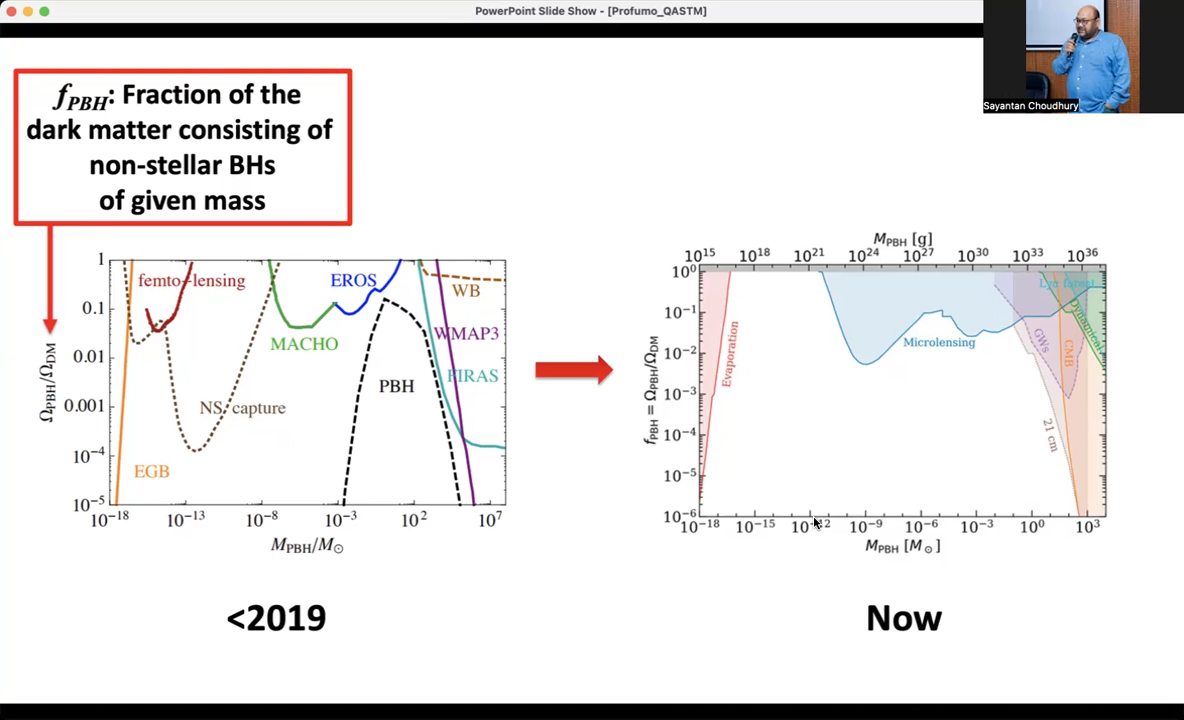 PowerPoint Slide Show - [Profumo_QASTM]
Sayantan Choudhury
f_PBH: Fraction of the
dark matter consisting of
non-stellar BHs
of given mass
femto-lensing
EROS
WB
MACHO
WMAP3
FIRAS
PBH
NS capture
EGB
Ω_PBH/Ω_DM
1
0.1
0.01
0.001
10^-4
10^-5
10^-18
10^-13
10^-8
10^-3
10^2
10^7
M_PBH/M_⊙
<2019
M_PBH [g]
10^15
10^18
10^21
10^24
10^27
10^30
10^33
10^36
f_PBH = Ω_PBH/Ω_DM
10^0
10^-1
10^-2
10^-3
10^-4
10^-5
10^-6
Evaporation
Microlensing
GWs
CMB
Lyα forest
Dynamical
21 cm
10^-18
10^-15
10^-12
10^-9
10^-6
10^-3
10^0
10^3
M_PBH [M_⊙]
Now